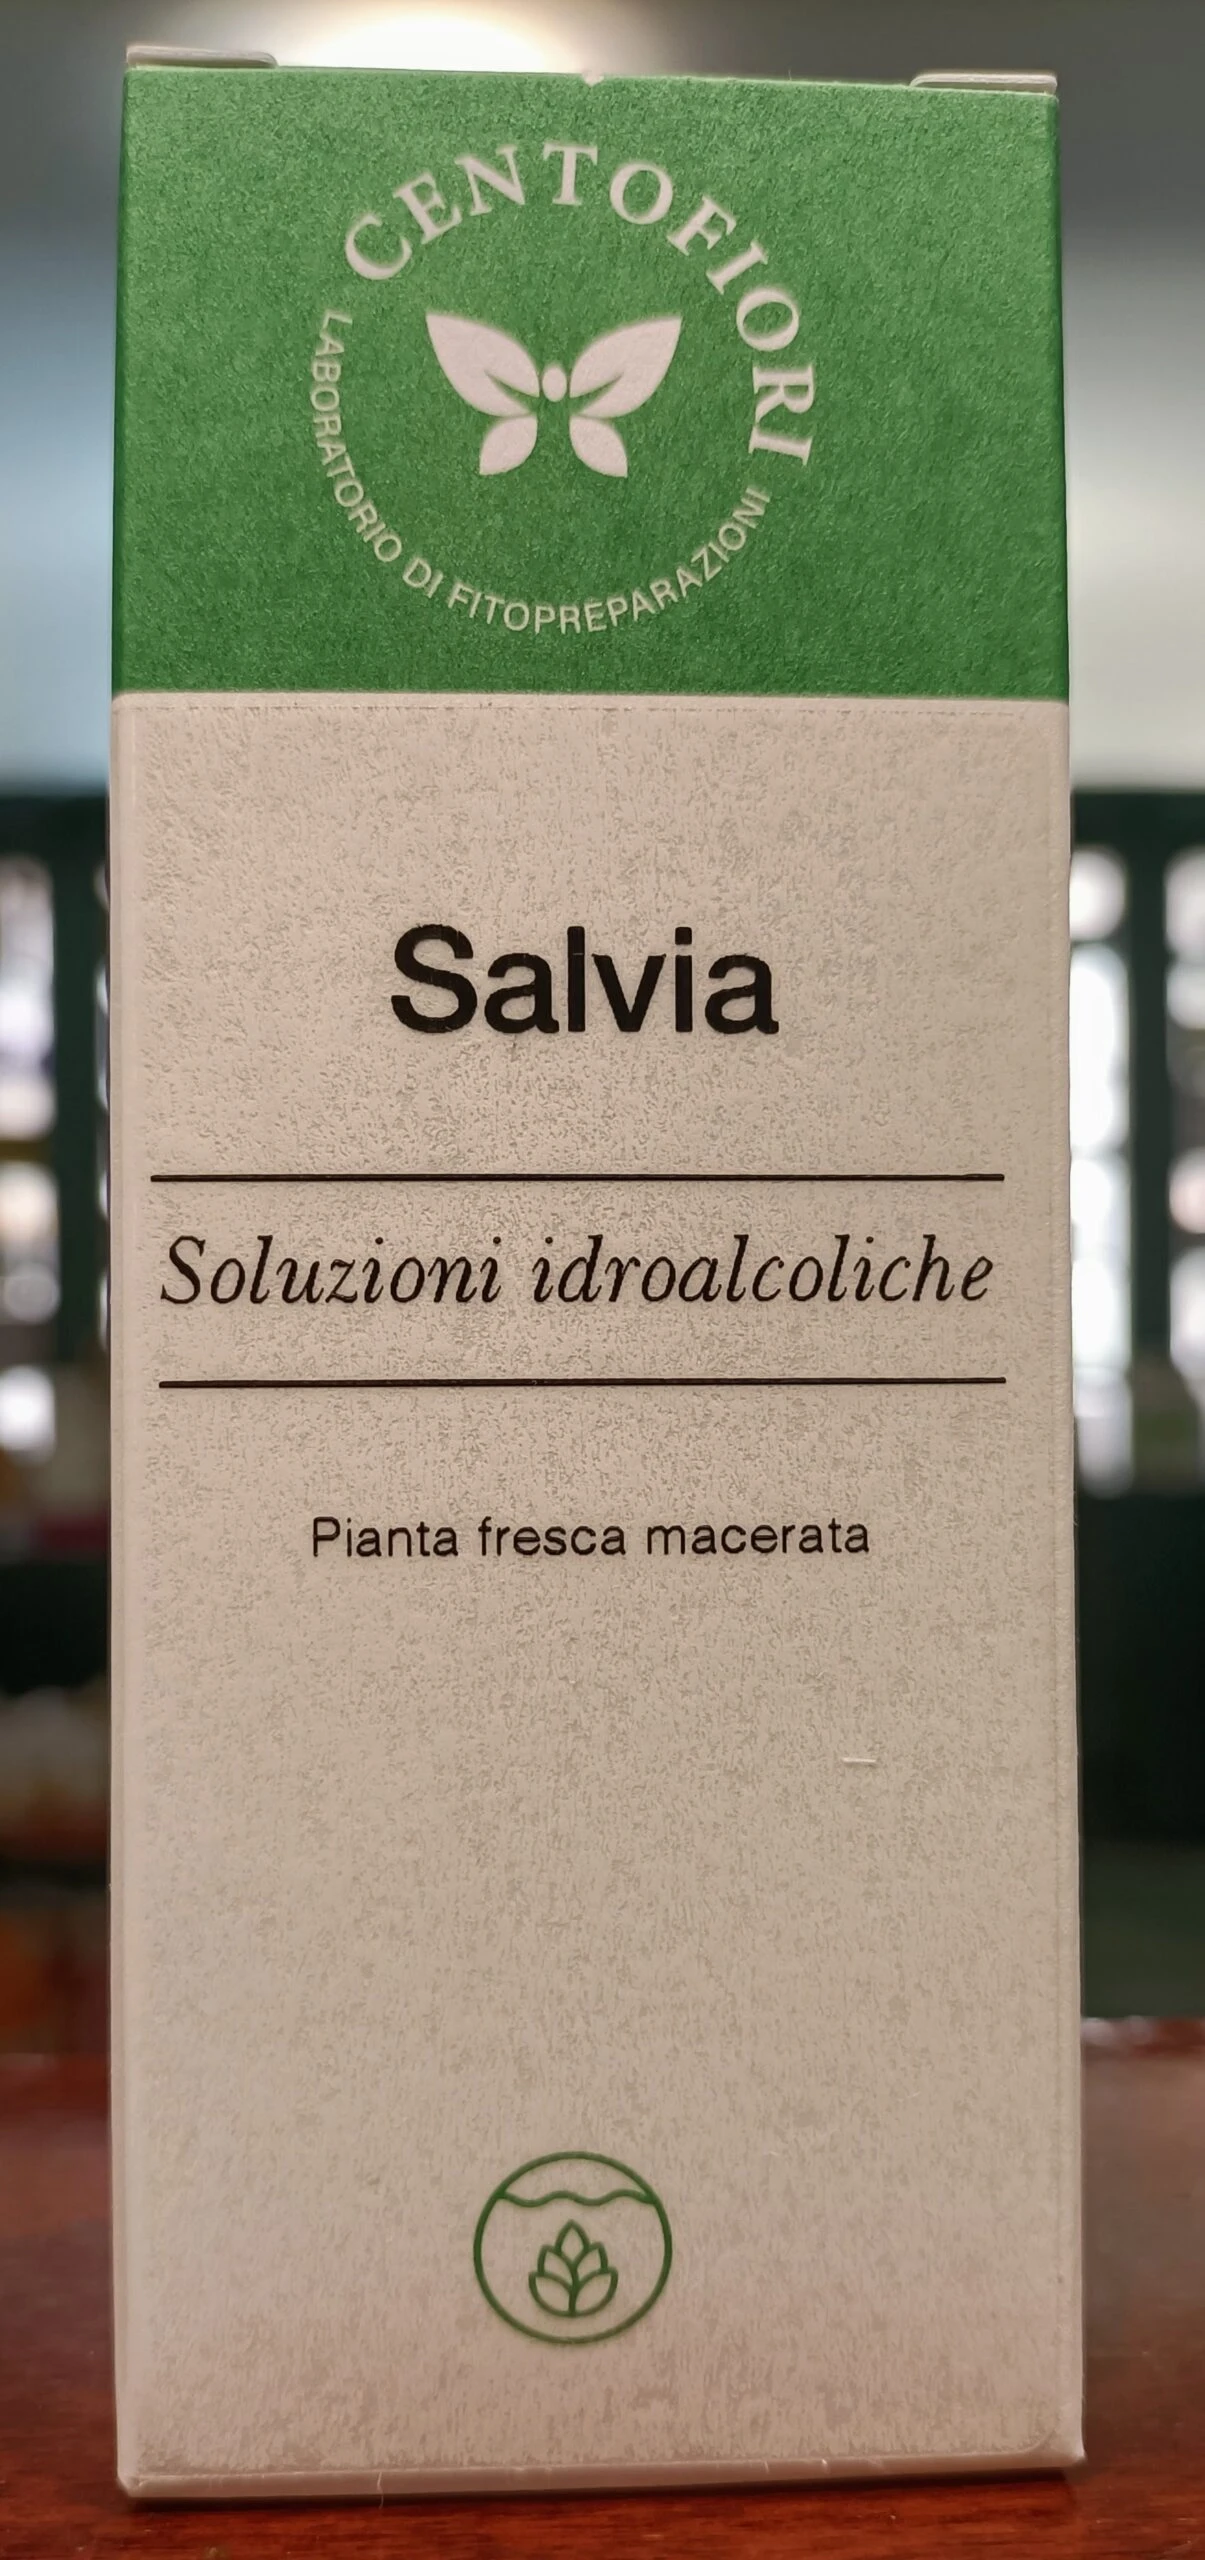 CENTOFIORI
LABORATORIO DI FITOPREPARAZIONI
Salvia
Soluzioni idroalcoliche
Pianta fresca macerata